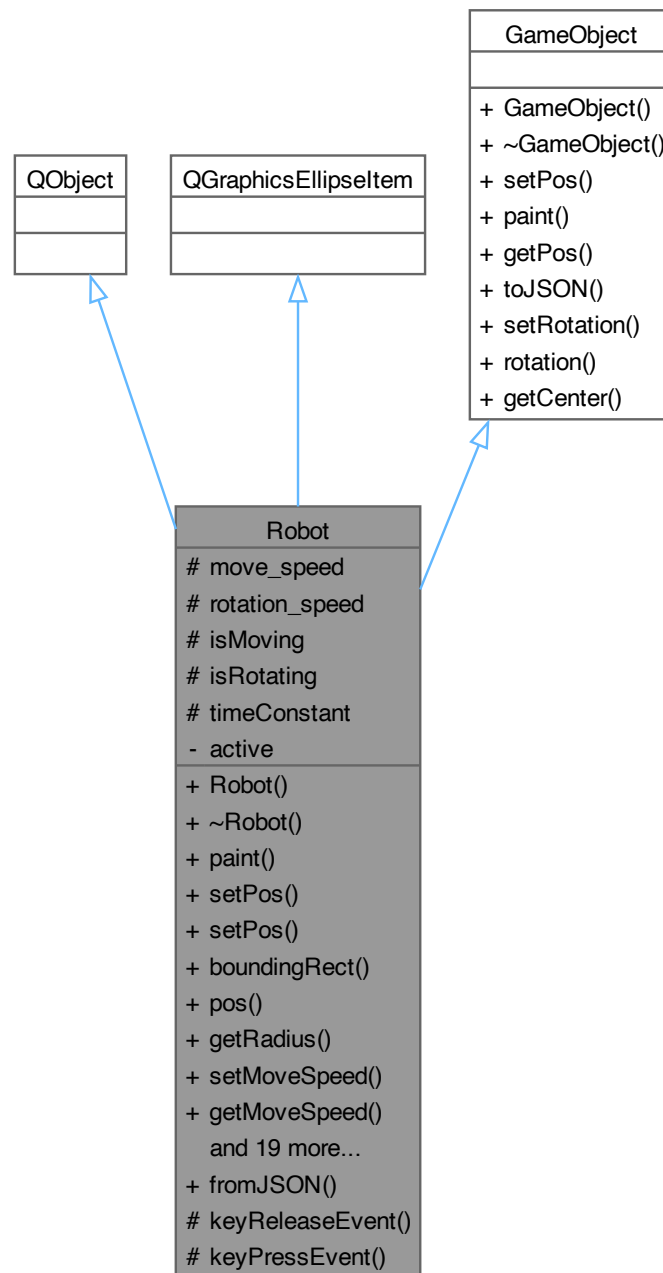 GameObject
+ GameObject()
+ ~GameObject()
+ setPos()
+ paint()
+ getPos()
+ toJSON()
+ setRotation()
+ rotation()
+ getCenter()
QObject
QGraphicsEllipseItem
Robot
# move_speed
# rotation_speed
# isMoving
# isRotating
# timeConstant
- active
+ Robot()
+ ~Robot()
+ paint()
+ setPos()
+ setPos()
+ boundingRect()
+ pos()
+ getRadius()
+ setMoveSpeed()
+ getMoveSpeed()
and 19 more...
+ fromJSON()
# keyReleaseEvent()
# keyPressEvent()